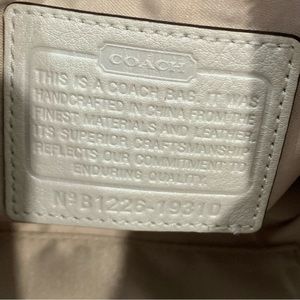 COACH
THIS IS A COACH BAG. IT WAS
HANDCRAFTED IN CHINA FROM THE
FINEST MATERIALS AND LEATHER.
ITS SUPERIOR CRAFTSMANSHIP
REFLECTS OUR COMMITMENT TO
ENDURING QUALITY.
Nº B1226-19310